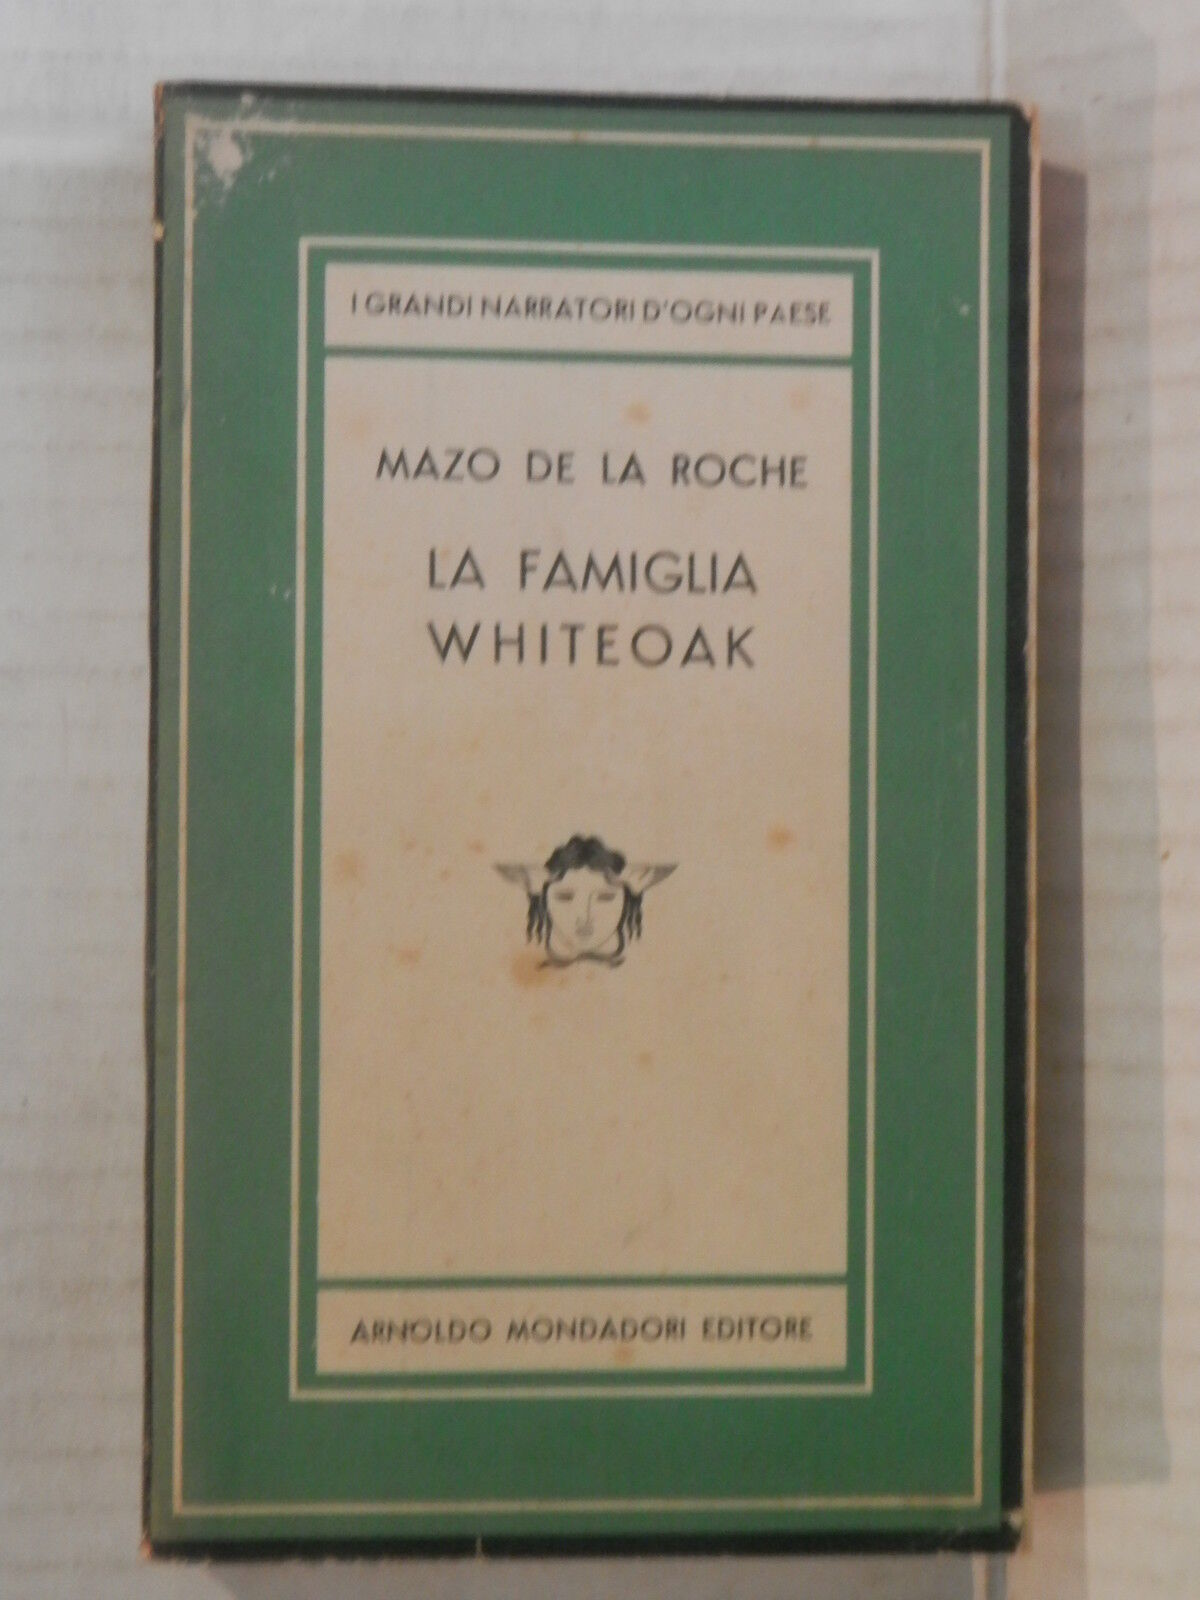 I GRANDI NARRATORI D'OGNI PAESE
MAZO DE LA ROCHE
LA FAMIGLIA
WHITEOAK
ARNOLDO MONDADORI EDITORE